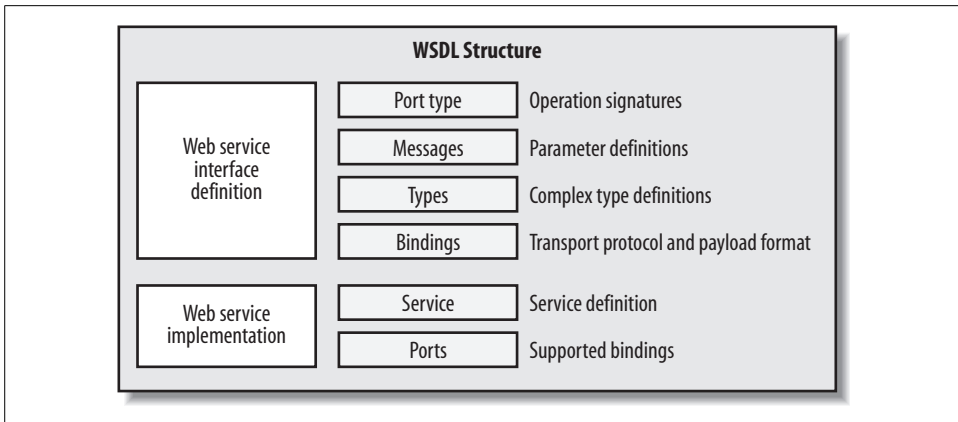 WSDL Structure
Web service
interface
definition
Port type
Operation signatures
Messages
Parameter definitions
Types
Complex type definitions
Bindings
Transport protocol and payload format
Web service
implementation
Service
Service definition
Ports
Supported bindings